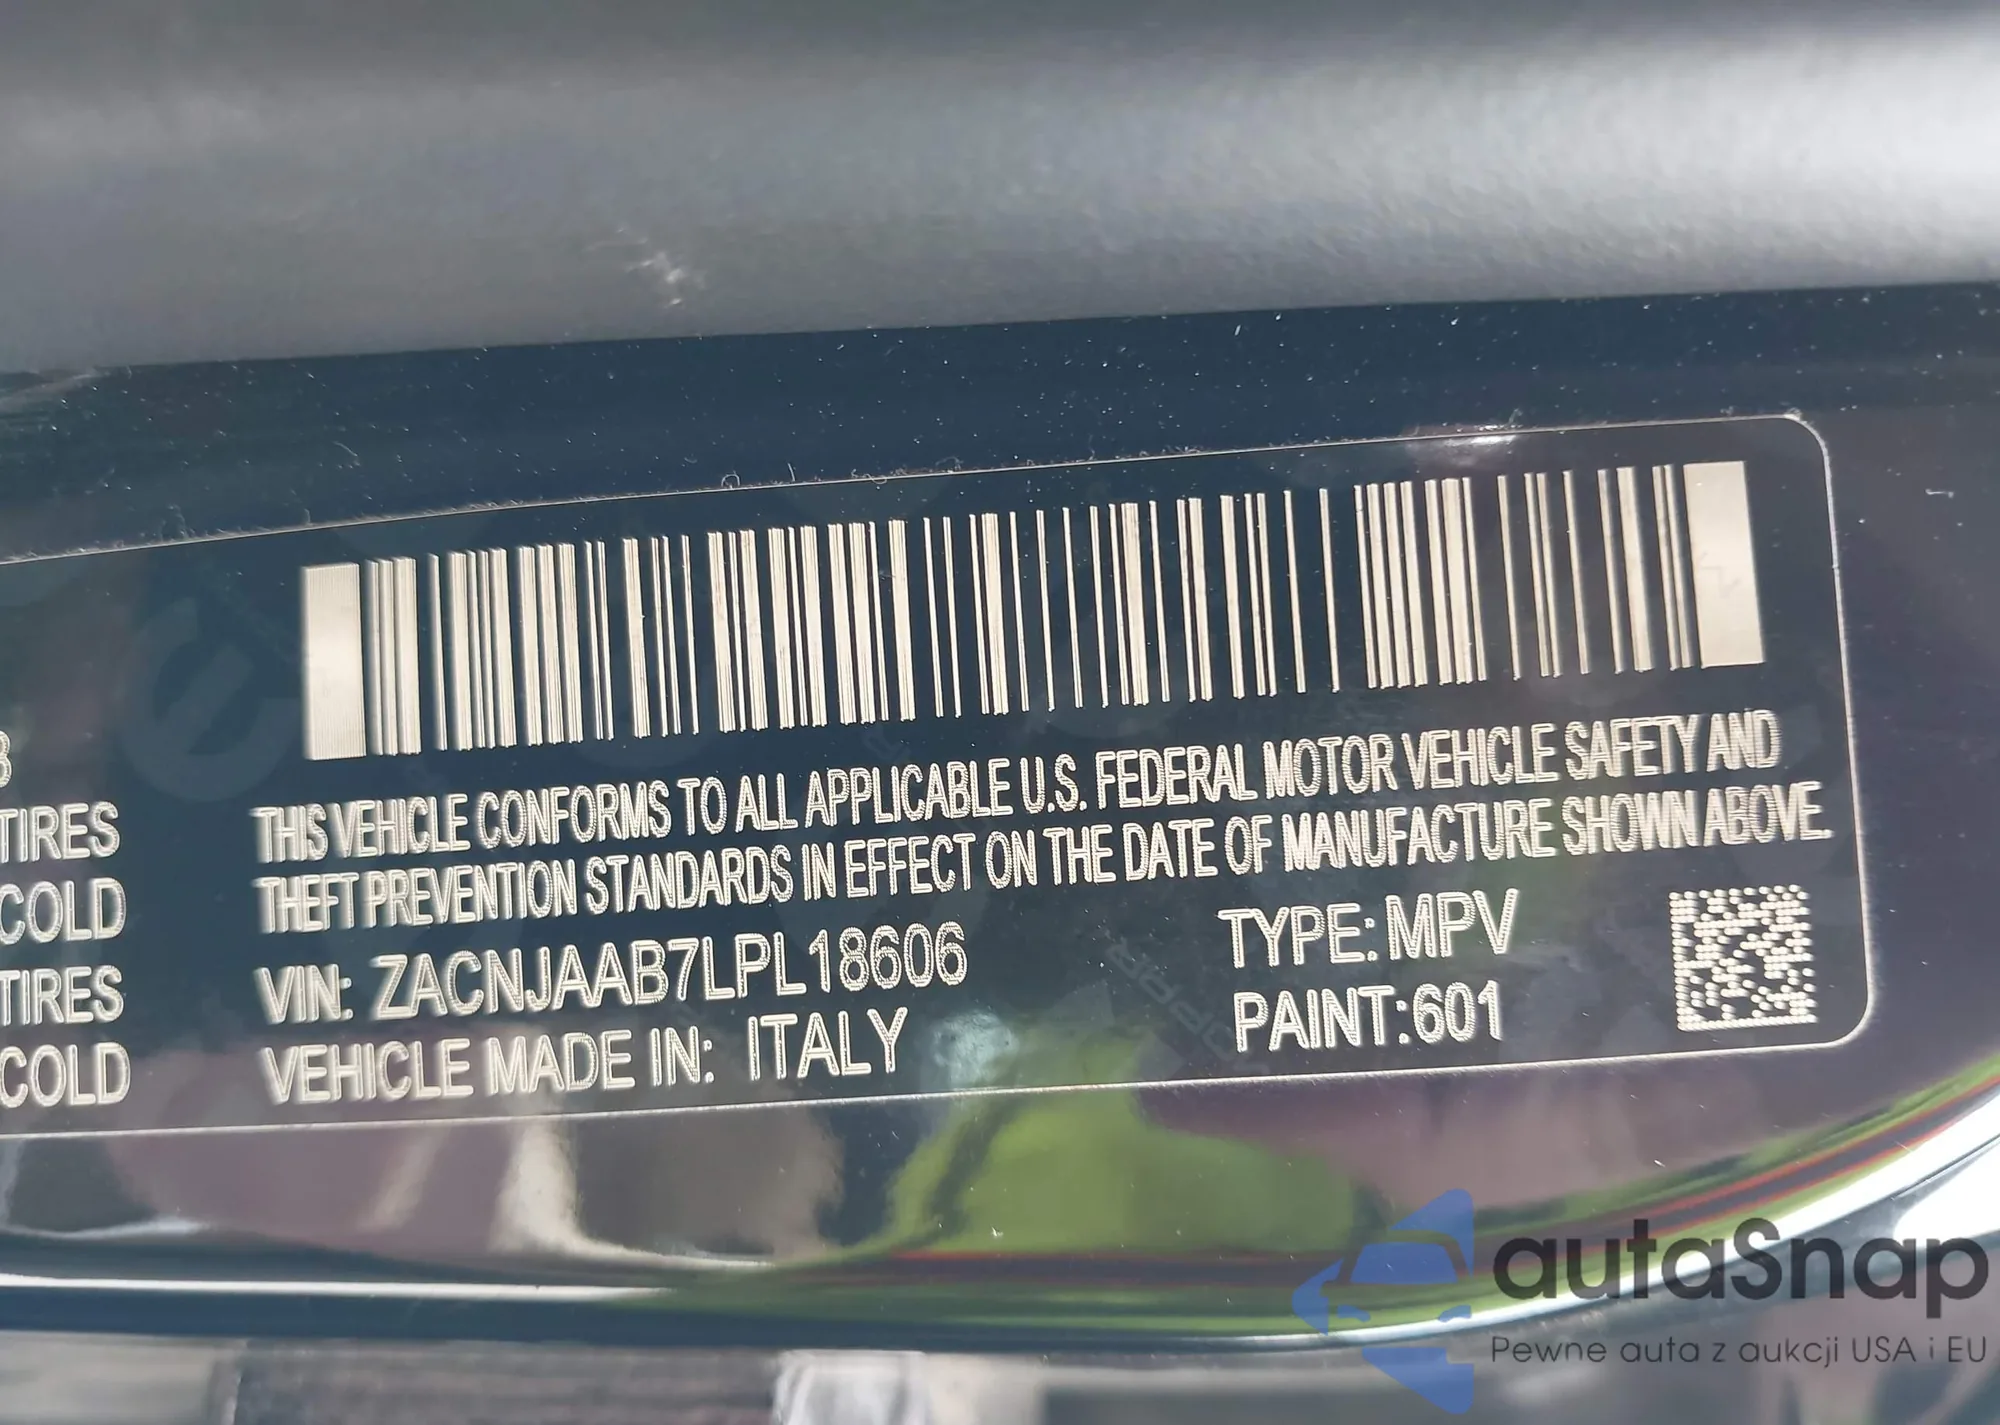 TIRES
COLD
TIRES
COLD
THIS VEHICLE CONFORMS TO ALL APPLICABLE U.S. FEDERAL MOTOR VEHICLE SAFETY AND
THEFT PREVENTION STANDARDS IN EFFECT ON THE DATE OF MANUFACTURE SHOWN ABOVE.
VIN: ZACNJAAB7LPL18606
TYPE: MPV
VEHICLE MADE IN: ITALY
PAINT:601
autaSnap
Pewne auta z aukcji USA i EU